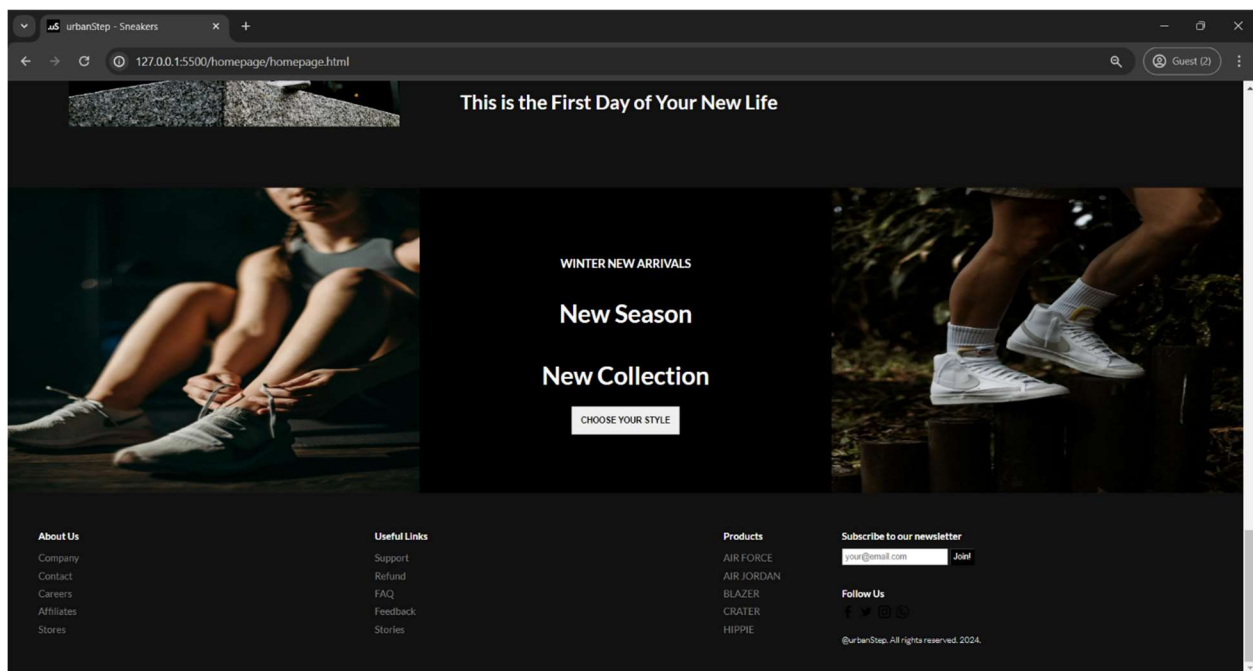 .uS urbanStep - Sneakers
127.0.0.1:5500/homepage/homepage.html
Guest (2)
This is the First Day of Your New Life
WINTER NEW ARRIVALS
New Season
New Collection
CHOOSE YOUR STYLE
About Us
Company
Contact
Careers
Affiliates
Stores
Useful Links
Support
Refund
FAQ
Feedback
Stories
Products
AIR FORCE
AIR JORDAN
BLAZER
CRATER
HIPPIE
Subscribe to our newsletter
your@email.com Join!
Follow Us
@urbanStep. All rights reserved. 2024.